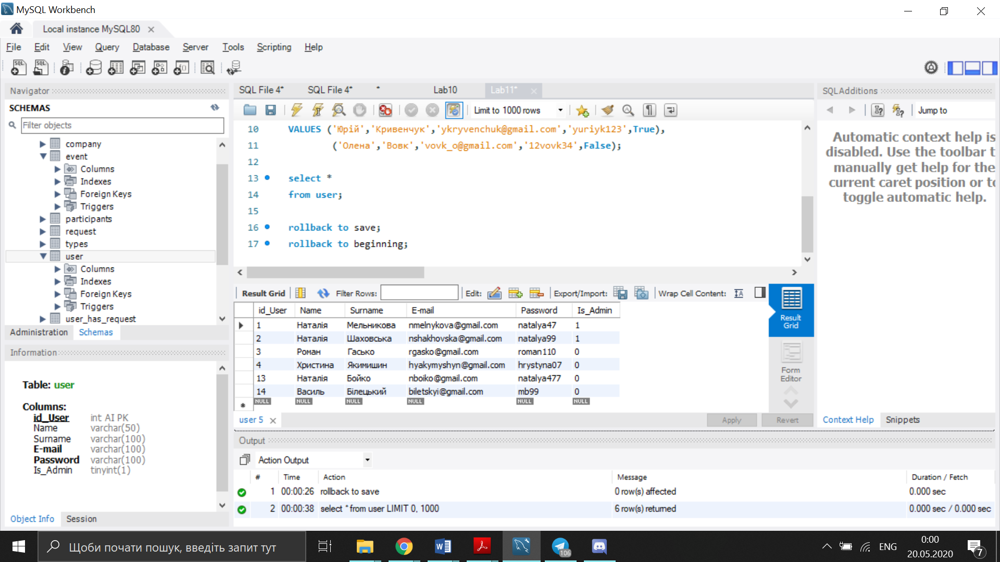 MySQL Workbench
Local instance MySQL80
File Edit View Query Database Server Tools Scripting Help
Navigator
SCHEMAS
Filter objects
company
event
Columns
Indexes
Foreign Keys
Triggers
participants
request
types
user
Columns
Indexes
Foreign Keys
Triggers
user_has_request
Administration Schemas
Information
Table: user
Columns:
id_User int AI PK
Name varchar(50)
Surname varchar(100)
E-mail varchar(100)
Password varchar(100)
Is_Admin tinyint(1)
Object Info Session
SQL File 4* SQL File 4* * Lab10 Lab11*
Limit to 1000 rows
10 VALUES ('Юрій','Кривенчук','ykryvenchuk@gmail.com','yuriyk123',True),
11 ('Олена','Вовк','vovk_o@gmail.com','12vovk34',False);
12
13 select *
14 from user;
15
16 rollback to save;
17 rollback to beginning;
Result Grid Filter Rows: Edit: Export/Import: Wrap Cell Content:
id_User Name Surname E-mail Password Is_Admin
1 Наталія Мельникова nmelnykova@gmail.com natalya47 1
2 Наталія Шаховська nshakhovska@gmail.com natalya99 1
3 Роман Гасько rgasko@gmail.com roman110 0
4 Христина Якимишин hyakymyshyn@gmail.com hrystyna07 0
13 Наталія Бойко nboiko@gmail.com natalya477 0
14 Василь Білецький biletskyi@gmail.com mb99 0
NULL NULL NULL NULL NULL NULL
Result
Grid
Form
Editor
user 5
Apply Revert
SQLAdditions
Jump to
Automatic context help is
disabled. Use the toolbar t
manually get help for the
current caret position or to
toggle automatic help.
Context Help Snippets
Output
Action Output
# Time Action Message Duration / Fetch
1 00:00:26 rollback to save 0 row(s) affected 0.000 sec
2 00:00:38 select * from user LIMIT 0, 1000 6 row(s) returned 0.000 sec / 0.000 sec
Щоби почати пошук, введіть запит тут
106
ENG
0:00
20.05.2020
7